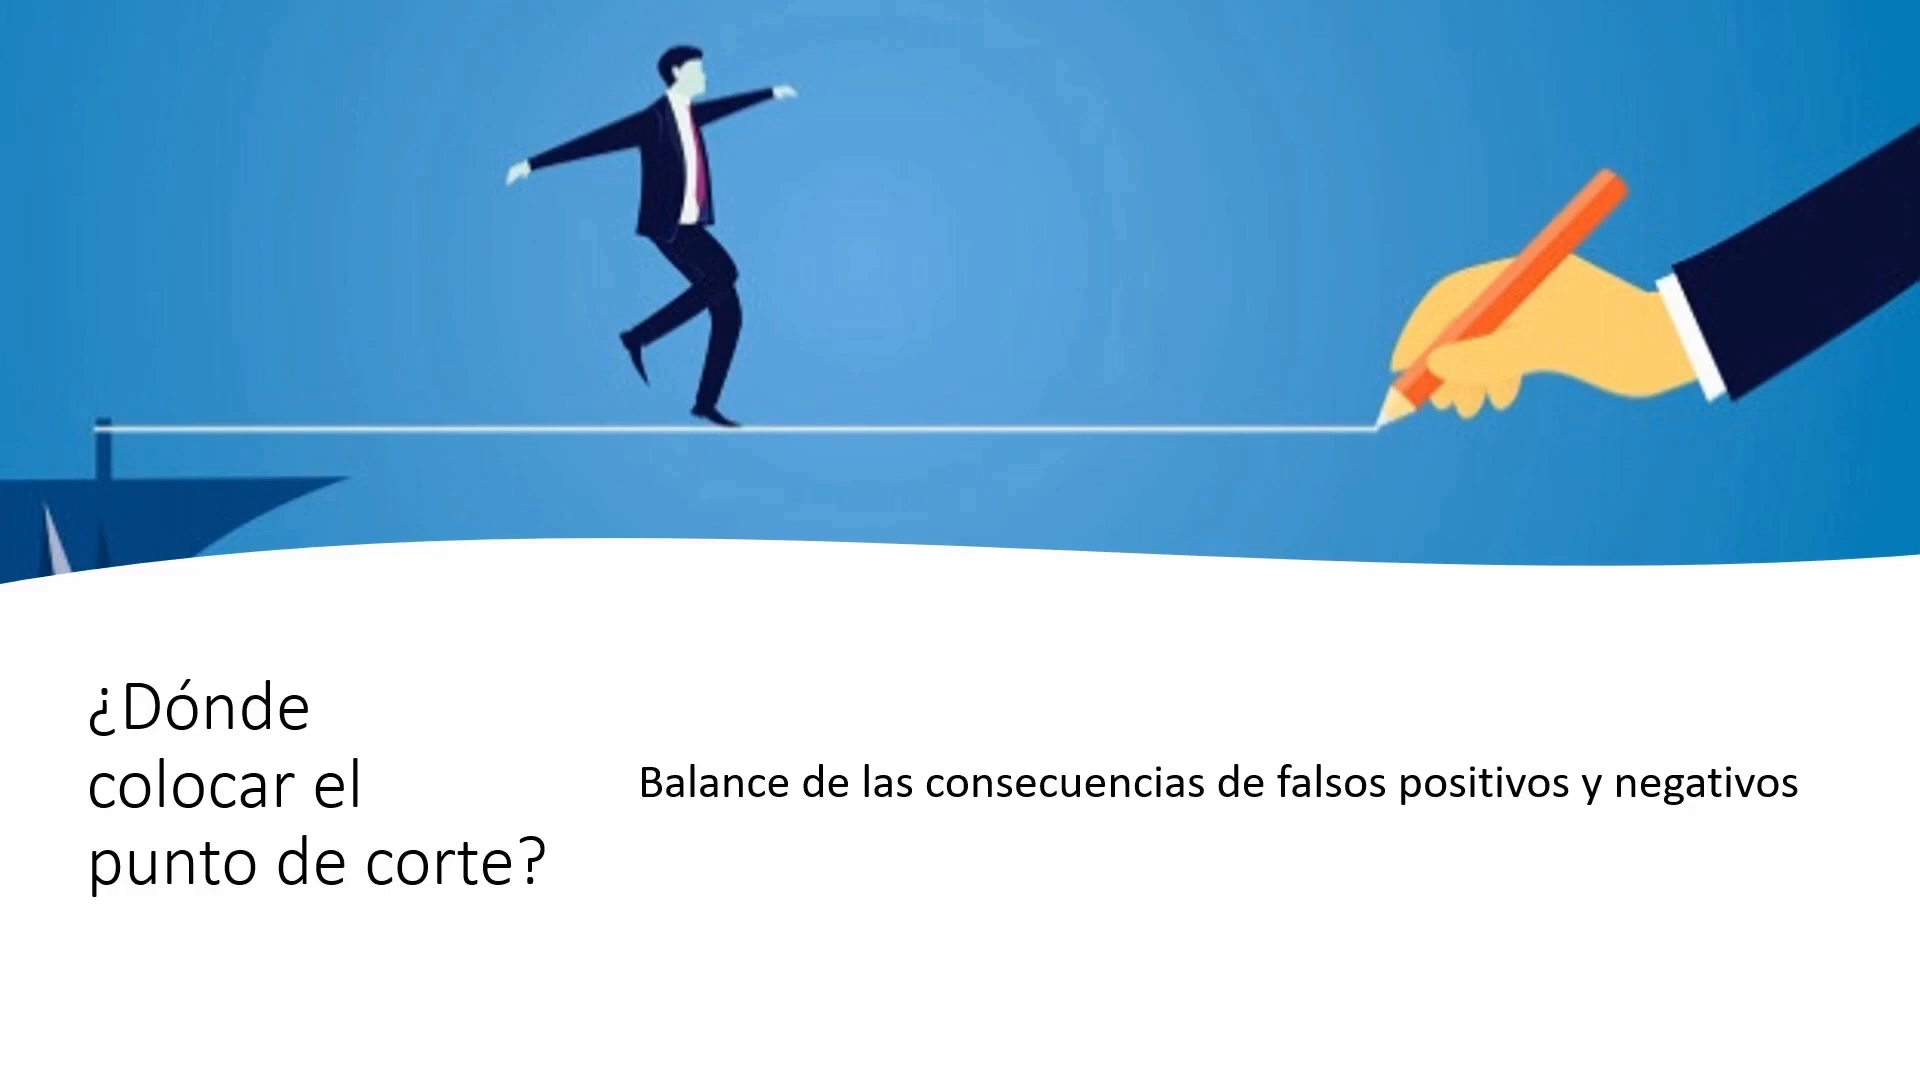 ¿Dónde
colocar el
punto de corte?
Balance de las consecuencias de falsos positivos y negativos